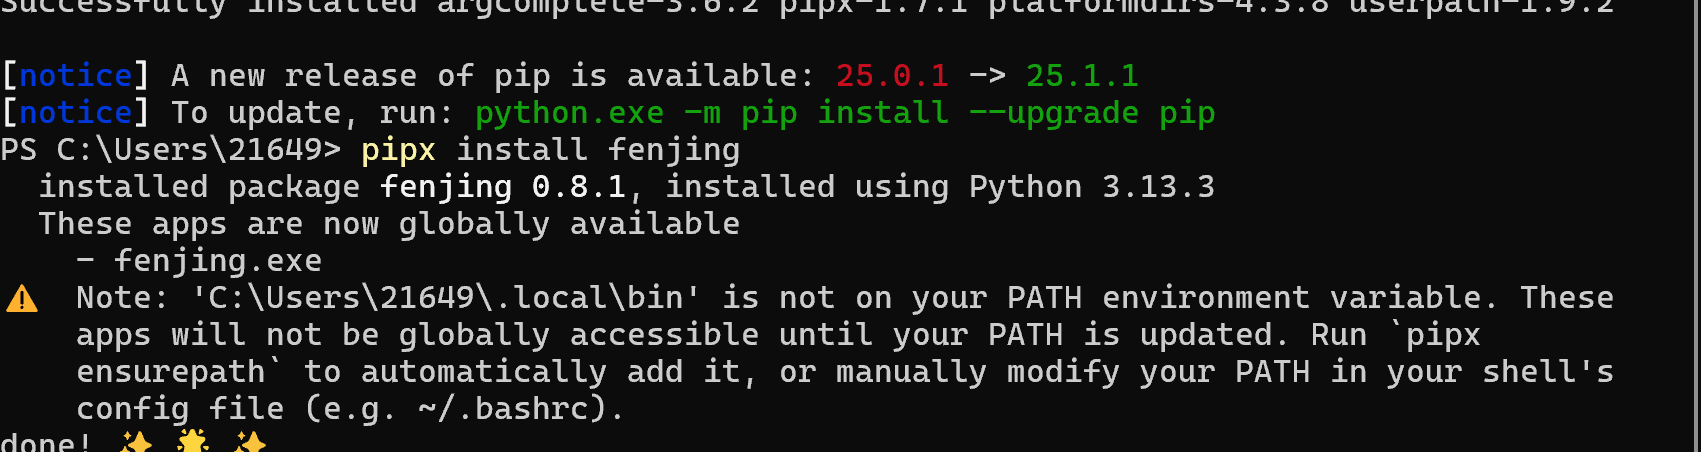 Successfully installed argcomplete-3.6.2 pipx-1.7.1 platformdirs-4.3.8 userpath-1.9.2
[notice] A new release of pip is available: 25.0.1 -> 25.1.1
[notice] To update, run: python.exe -m pip install --upgrade pip
PS C:\Users\21649> pipx install fenjing
  installed package fenjing 0.8.1, installed using Python 3.13.3
  These apps are now globally available
    - fenjing.exe
⚠️  Note: 'C:\Users\21649\.local\bin' is not on your PATH environment variable. These
    apps will not be globally accessible until your PATH is updated. Run `pipx
    ensurepath` to automatically add it, or manually modify your PATH in your shell's
    config file (e.g. ~/.bashrc).
done! ✨ 🌟 ✨